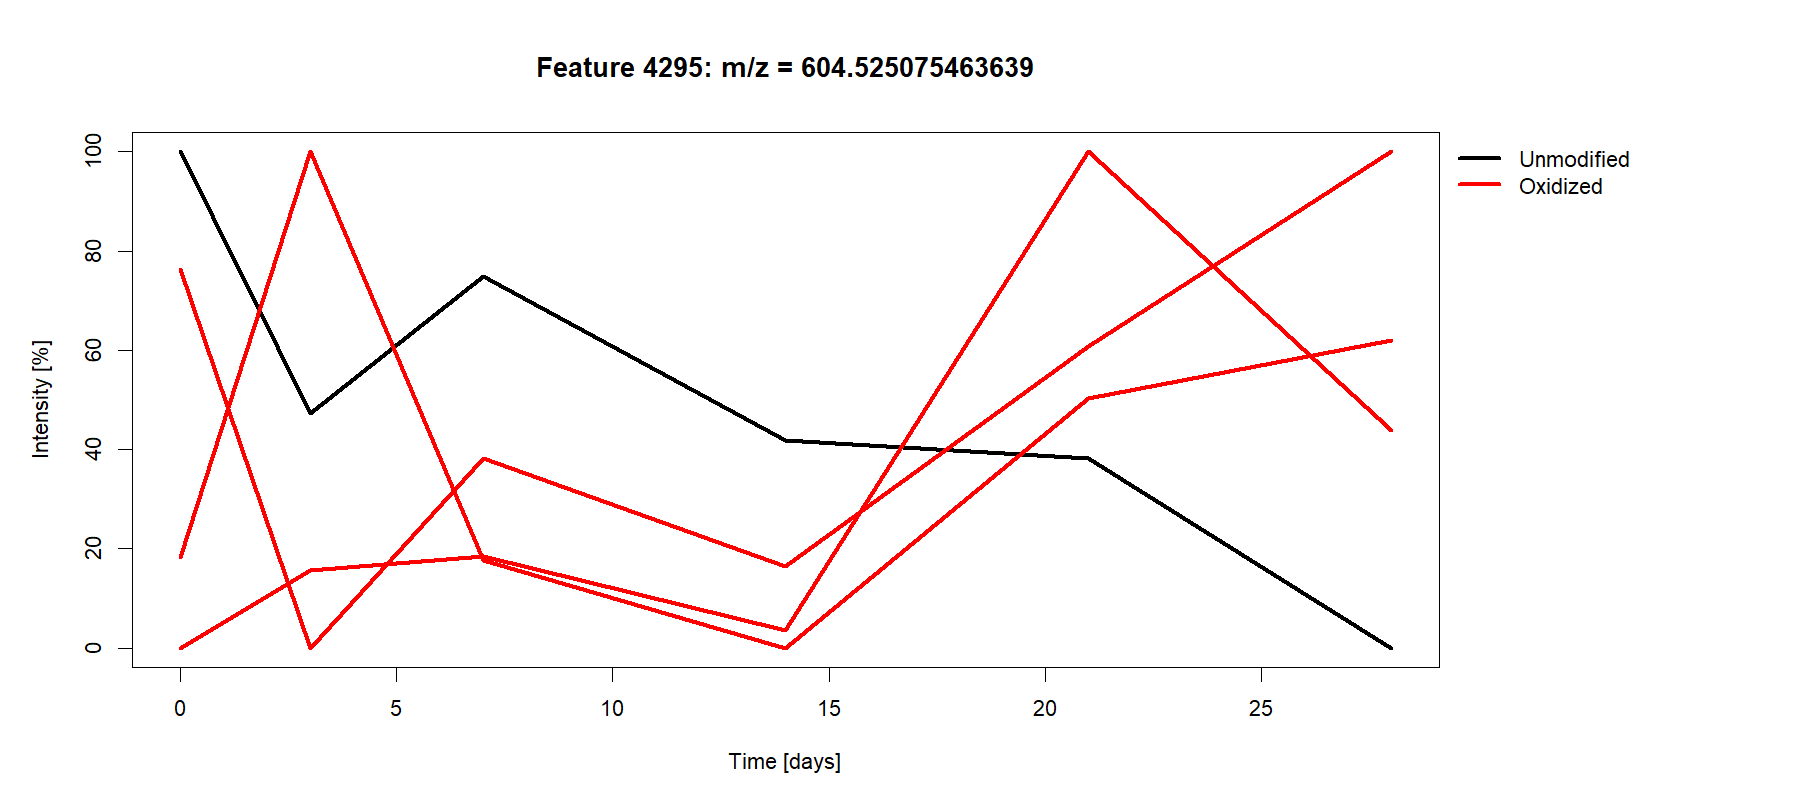 Feature 4295: m/z = 604.525075463639
Unmodified
Oxidized
Intensity [%]
100
80
60
40
20
0
0 5 10 15 20 25
Time [days]